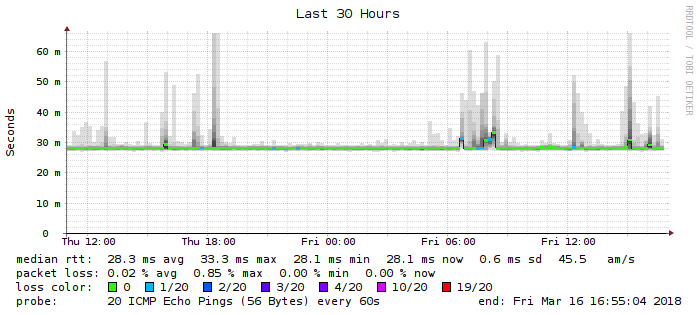 Last 30 Hours
RRDTOOL / TOBI OETIKER
Seconds
60 m
50 m
40 m
30 m
20 m
10 m
0
Thu 12:00 Thu 18:00 Fri 00:00 Fri 06:00 Fri 12:00
median rtt: 28.3 ms avg 33.3 ms max 28.1 ms min 28.1 ms now 0.6 ms sd 45.5 am/s
packet loss: 0.02 % avg 0.85 % max 0.00 % min 0.00 % now
loss color: 0 1/20 2/20 3/20 4/20 10/20 19/20
probe: 20 ICMP Echo Pings (56 Bytes) every 60s end: Fri Mar 16 16:55:04 2018